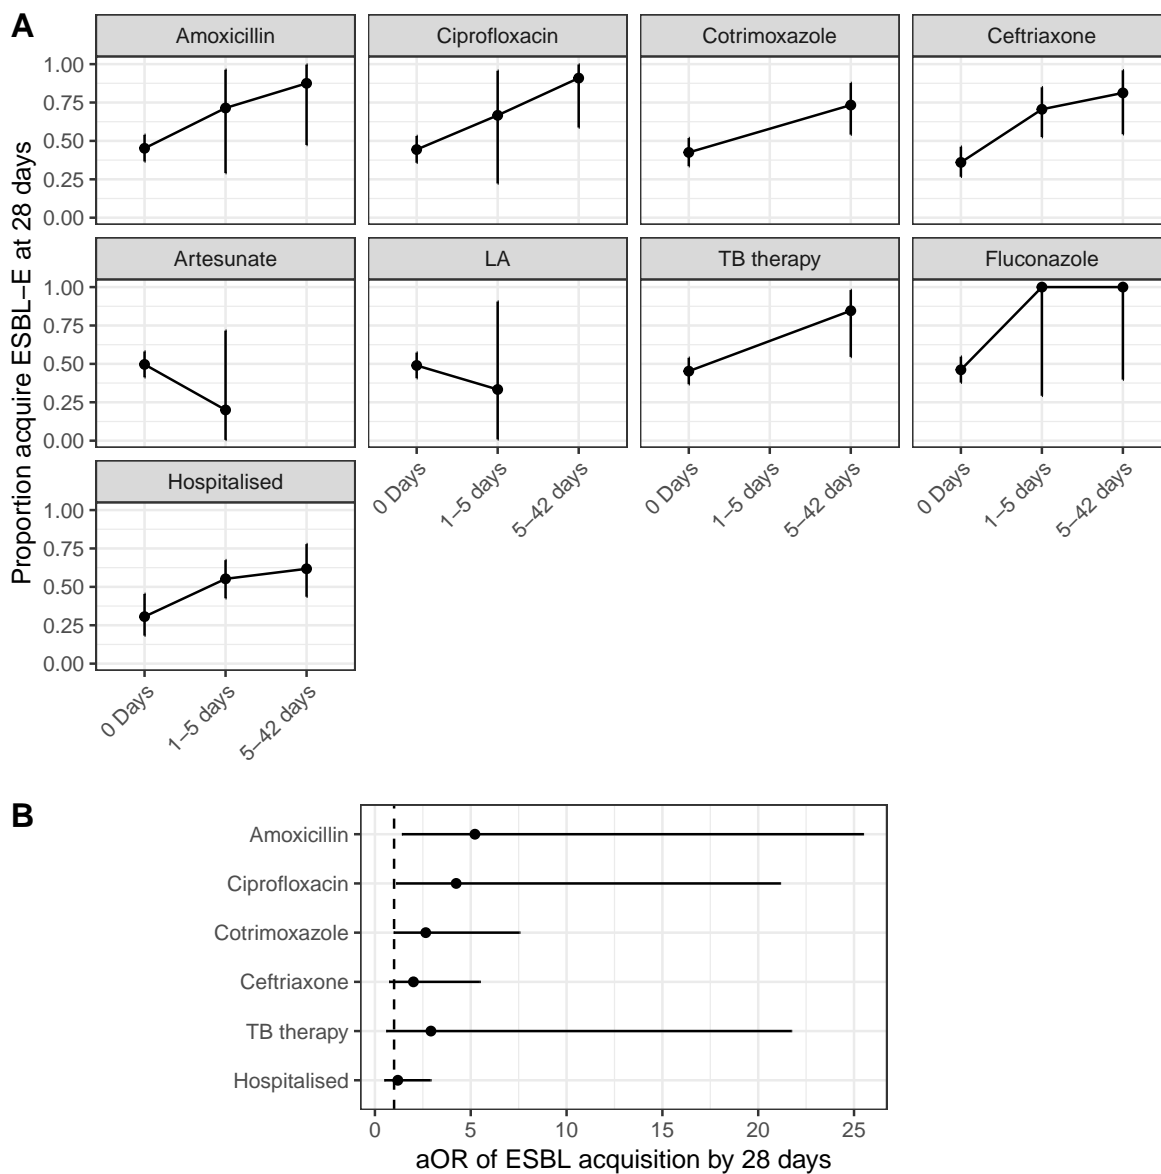 A
Amoxicillin Ciprofloxacin Cotrimoxazole Ceftriaxone
1.00
0.75
0.50
0.25
0.00
Artesunate LA TB therapy Fluconazole
1.00
0.75
0.50
0.25
0.00
Hospitalised
1.00
0.75
0.50
0.25
0.00
Proportion acquire ESBL−E at 28 days
0 Days 1−5 days 5−42 days
0 Days 1−5 days 5−42 days
0 Days 1−5 days 5−42 days
0 Days 1−5 days 5−42 days
B
Amoxicillin
Ciprofloxacin
Cotrimoxazole
Ceftriaxone
TB therapy
Hospitalised
0 5 10 15 20 25
aOR of ESBL acquisition by 28 days